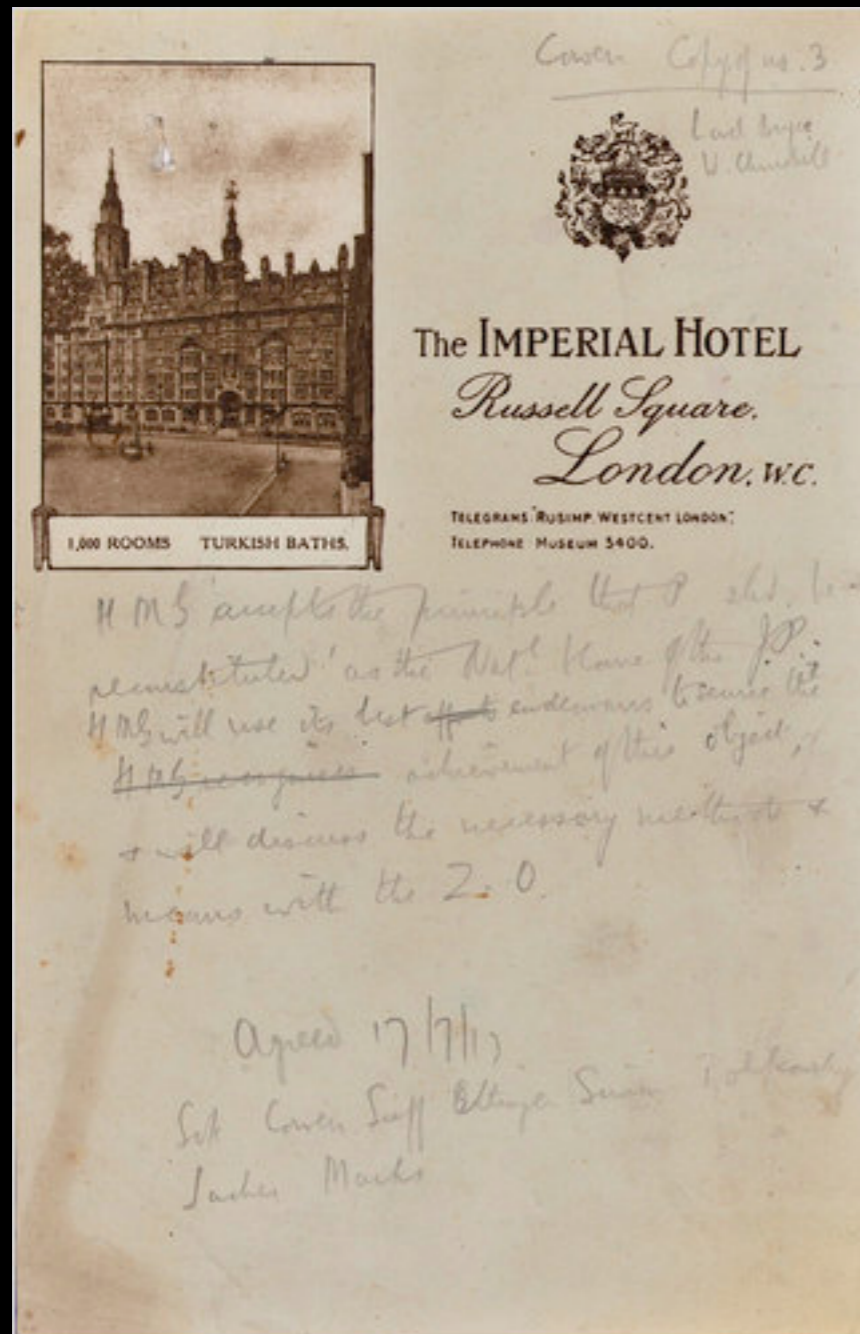 Cowen Copy of no. 3
Lord
W. Churchill
The IMPERIAL HOTEL
Russell Square.
London. W.C.
TELEGRAMS "RUSIMP. WESTCENT LONDON".
TELEPHONE MUSEUM 5400.
1,000 ROOMS TURKISH BATHS.
H M G accepts the principle that P shd. be
reconstituted as the Natl. Home of the J.P.
H M G will use its best endeavours to secure the
H M G recognises achievement of this object, &
& will discuss the necessary methods &
means with the Z. O.
Agreed 17/7/17
Sok Cowen Sieff Ettinger Simon Tolkowsky
Sacher Marks